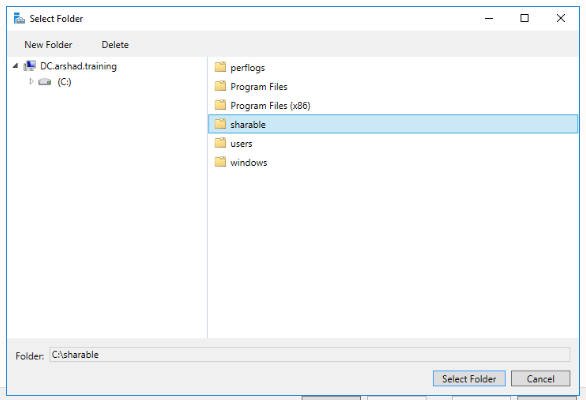 Select Folder
New Folder Delete
DC.arshad.training
(C:)
perflogs
Program Files
Program Files (x86)
sharable
users
windows
Folder: C:\sharable
Select Folder Cancel